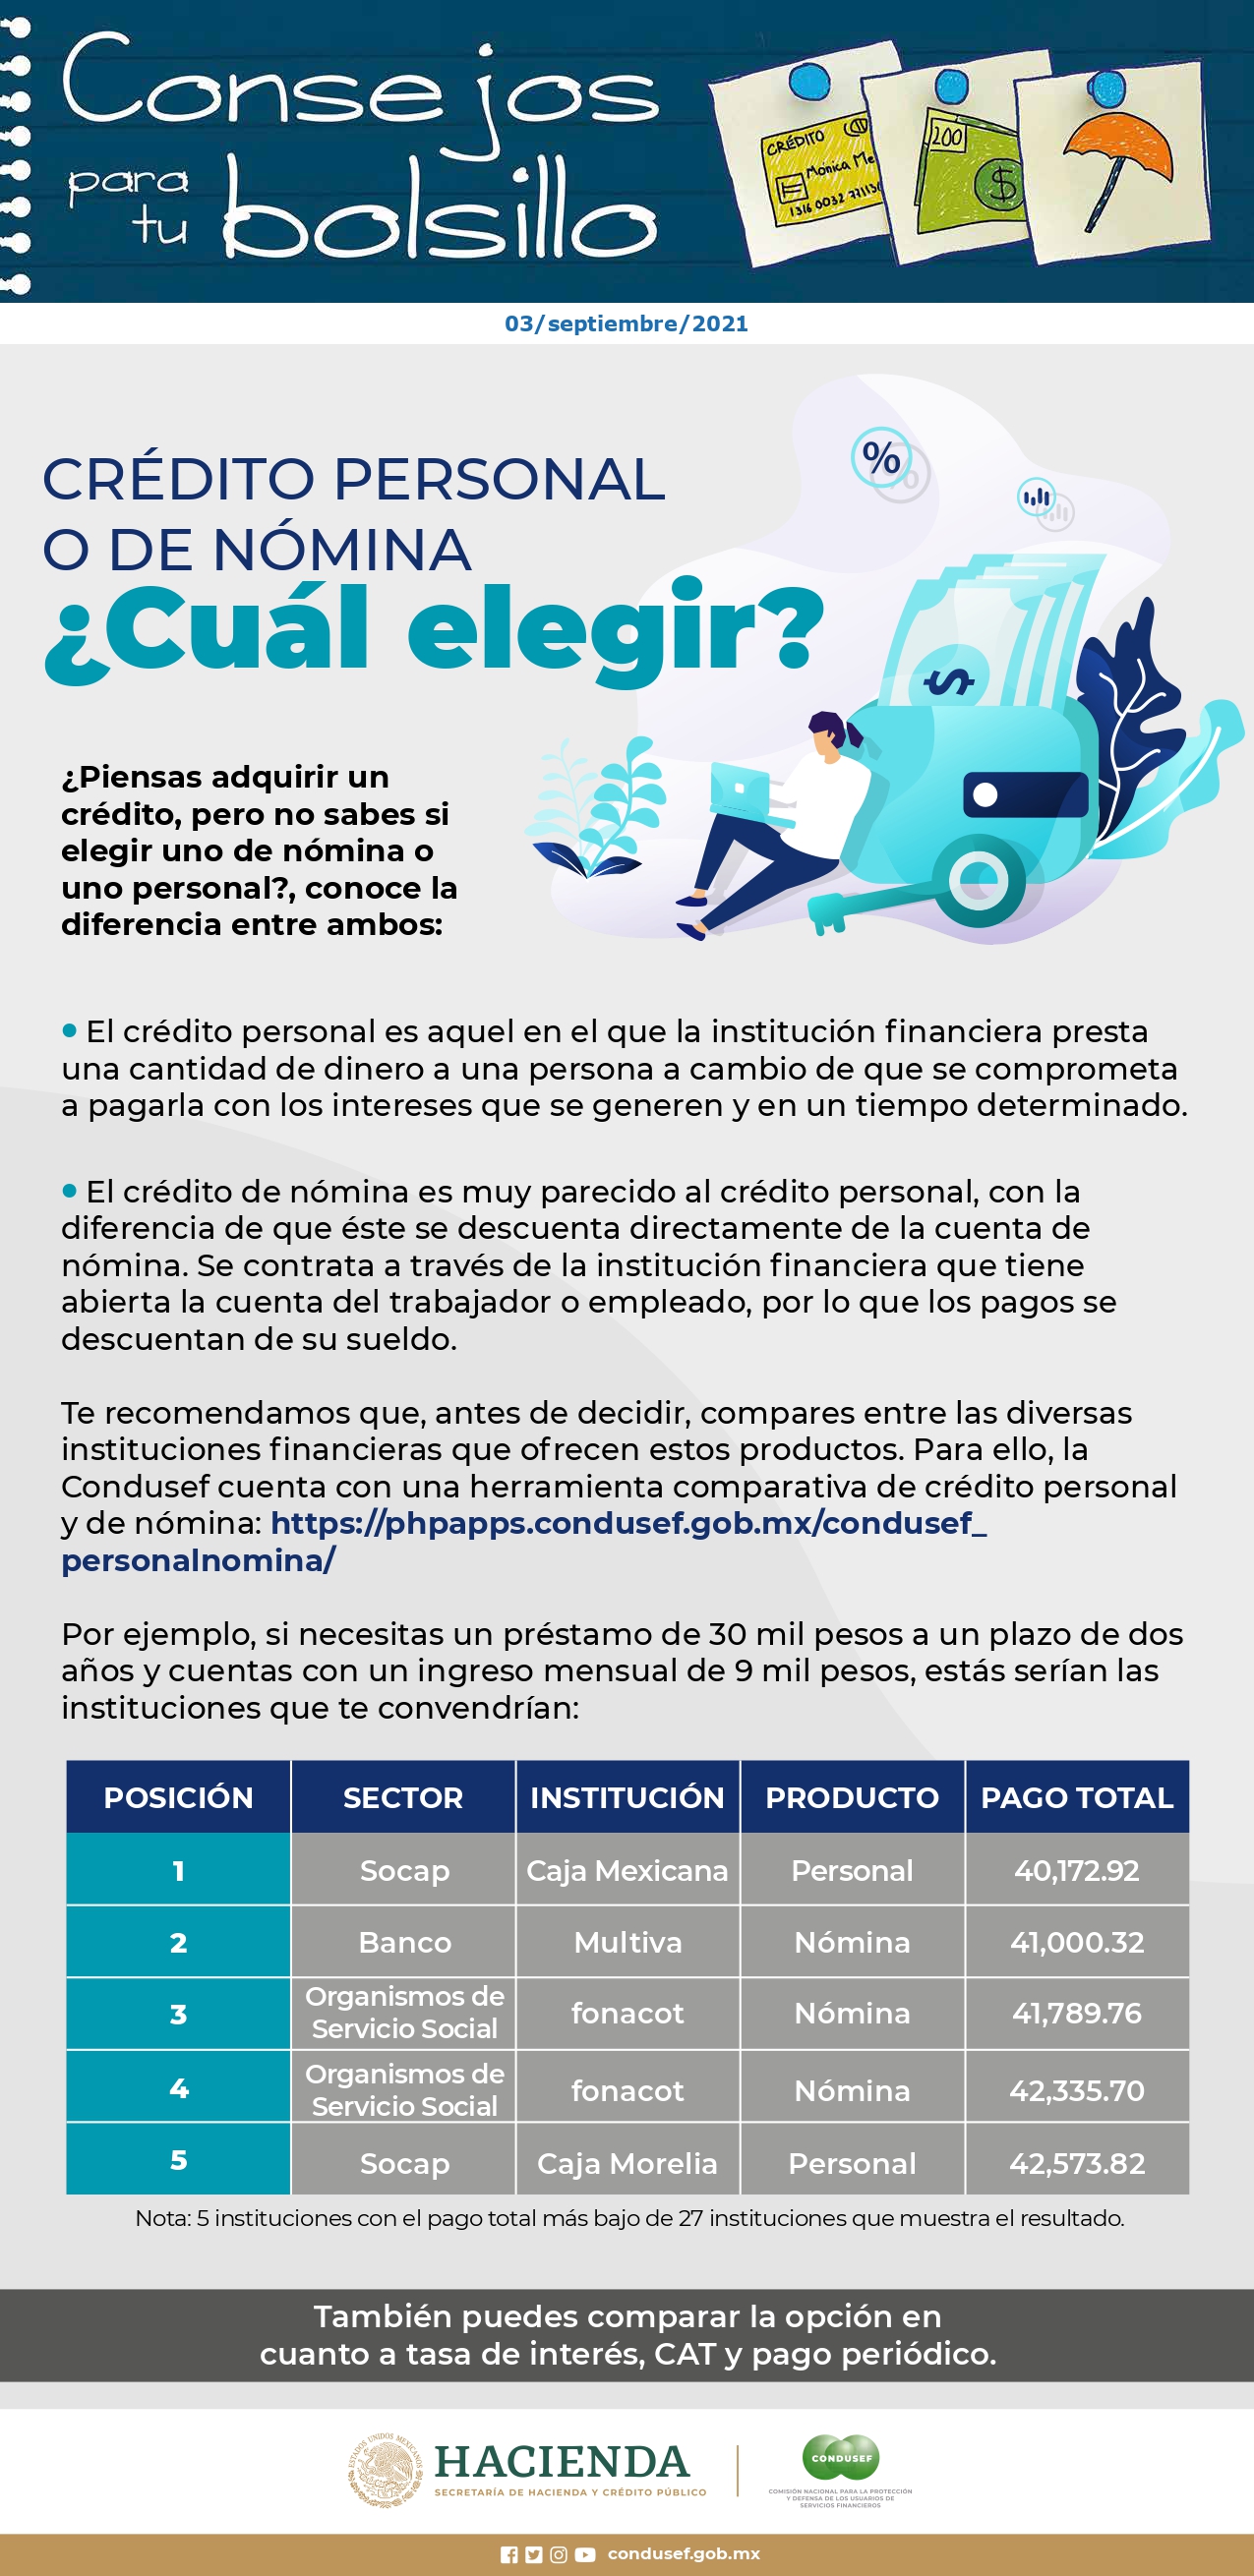 Consejos
para
tu bolsillo
CRÉDITO
Mónica Me
1316 0032 77113
200
$
03/septiembre/2021
%
CRÉDITO PERSONAL
O DE NÓMINA
¿Cuál elegir?
$
¿Piensas adquirir un
crédito, pero no sabes si
elegir uno de nómina o
uno personal?, conoce la
diferencia entre ambos:
• El crédito personal es aquel en el que la institución financiera presta
una cantidad de dinero a una persona a cambio de que se comprometa
a pagarla con los intereses que se generen y en un tiempo determinado.
• El crédito de nómina es muy parecido al crédito personal, con la
diferencia de que éste se descuenta directamente de la cuenta de
nómina. Se contrata a través de la institución financiera que tiene
abierta la cuenta del trabajador o empleado, por lo que los pagos se
descuentan de su sueldo.
Te recomendamos que, antes de decidir, compares entre las diversas
instituciones financieras que ofrecen estos productos. Para ello, la
Condusef cuenta con una herramienta comparativa de crédito personal
y de nómina: https://phpapps.condusef.gob.mx/condusef_
personalnomina/
Por ejemplo, si necesitas un préstamo de 30 mil pesos a un plazo de dos
años y cuentas con un ingreso mensual de 9 mil pesos, estás serían las
instituciones que te convendrían:
POSICIÓN SECTOR INSTITUCIÓN PRODUCTO PAGO TOTAL
1 Socap Caja Mexicana Personal 40,172.92
2 Banco Multiva Nómina 41,000.32
3 Organismos de Servicio Social fonacot Nómina 41,789.76
4 Organismos de Servicio Social fonacot Nómina 42,335.70
5 Socap Caja Morelia Personal 42,573.82
Nota: 5 instituciones con el pago total más bajo de 27 instituciones que muestra el resultado.
También puedes comparar la opción en
cuanto a tasa de interés, CAT y pago periódico.
ESTADOS UNIDOS MEXICANOS
HACIENDA
SECRETARÍA DE HACIENDA Y CRÉDITO PÚBLICO
CONDUSEF
COMISIÓN NACIONAL PARA LA PROTECCIÓN
Y DEFENSA DE LOS USUARIOS DE
SERVICIOS FINANCIEROS
condusef.gob.mx